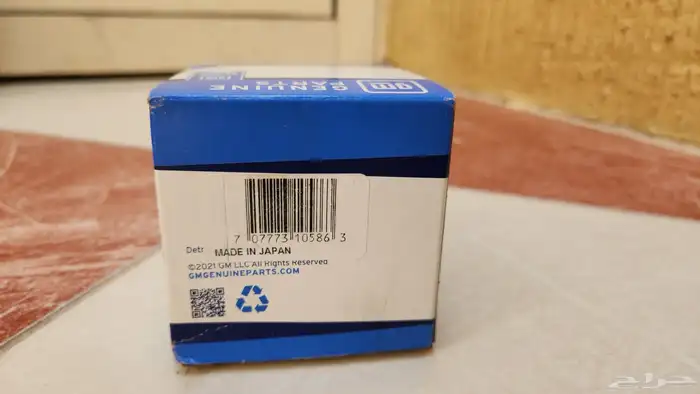 GENUINE
PARTS
GM
7 07773 10586 3
Detr
MADE IN JAPAN
©2021 GM LLC All Rights Reserved
GMGENUINEPARTS.COM
حراج